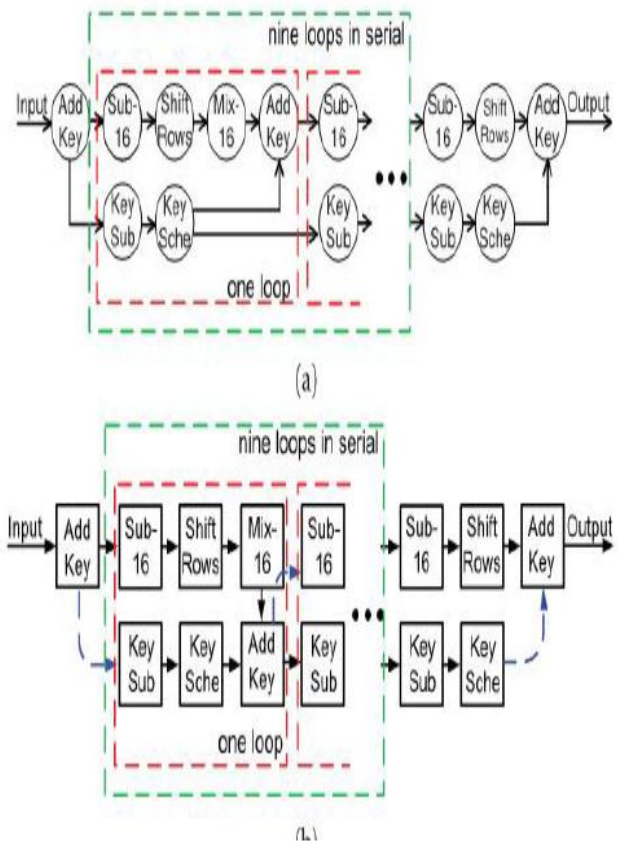 nine loops in serial
Input
Add
Key
Sub-
16
Shift
Rows
Mix-
16
Add
Key
Sub-
16
Sub-
16
Shift
Rows
Add
Key
Output
Key
Sub
Key
Sche
Key
Sub
Key
Sub
Key
Sche
one loop
(a)
nine loops in serial
Input
Add
Key
Sub-
16
Shift
Rows
Mix-
16
Sub-
16
Sub-
16
Shift
Rows
Add
Key
Output
Key
Sub
Key
Sche
Add
Key
Key
Sub
Key
Sub
Key
Sche
one loop
(b)